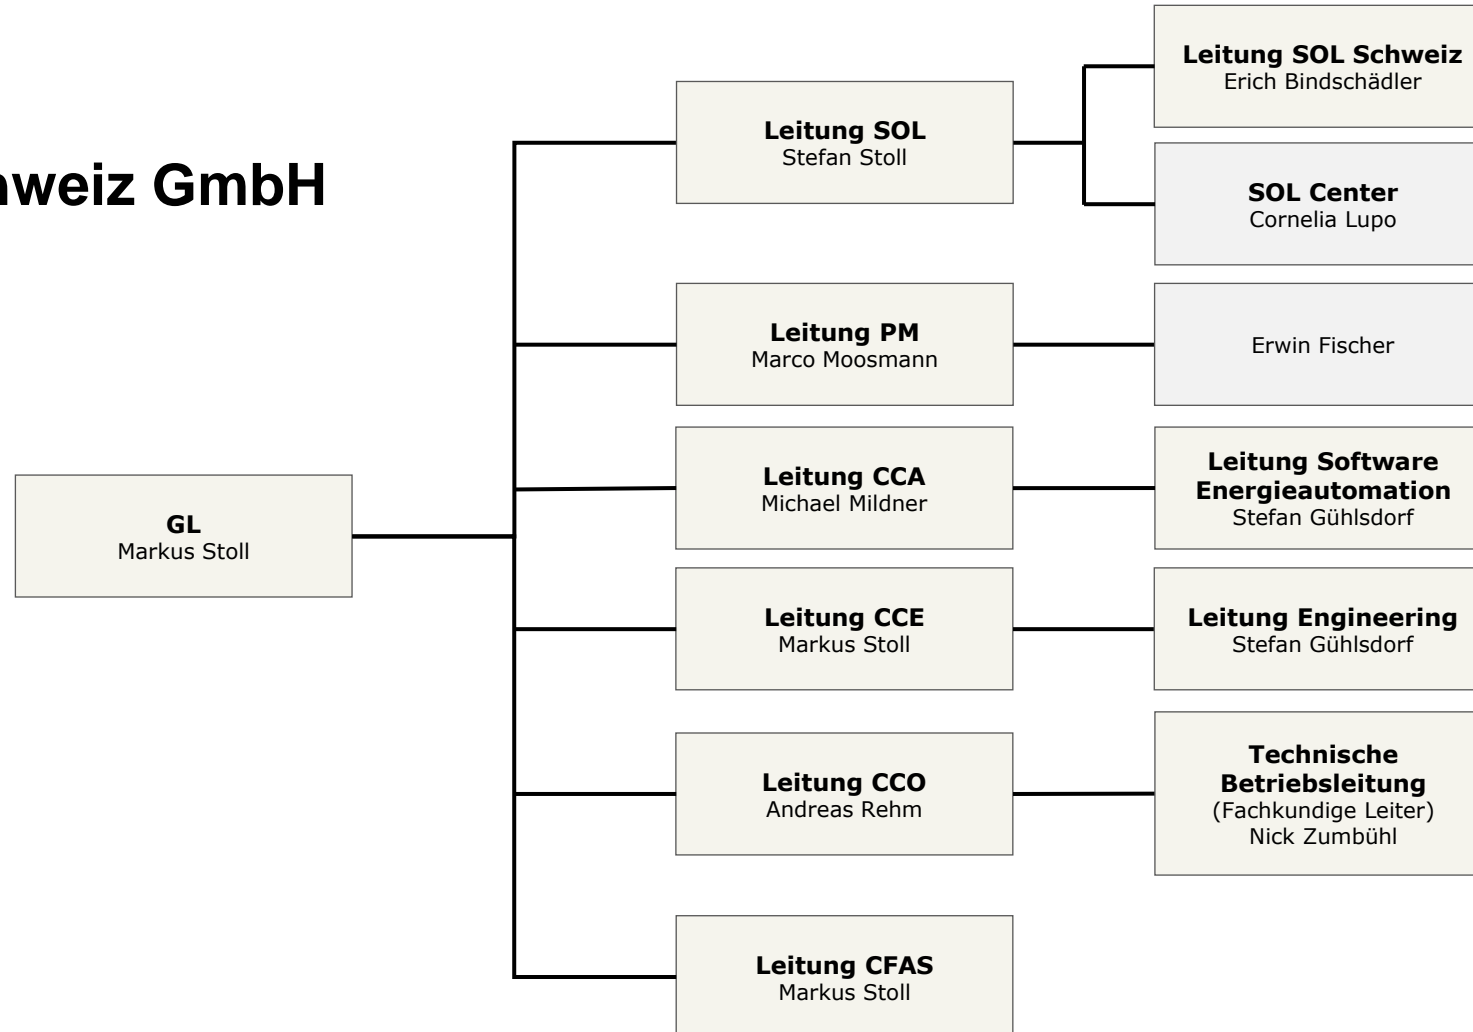 hweiz GmbH
GL
Markus Stoll
Leitung SOL
Stefan Stoll
Leitung SOL Schweiz
Erich Bindschädler
SOL Center
Cornelia Lupo
Leitung PM
Marco Moosmann
Erwin Fischer
Leitung CCA
Michael Mildner
Leitung Software
Energieautomation
Stefan Gühlsdorf
Leitung CCE
Markus Stoll
Leitung Engineering
Stefan Gühlsdorf
Leitung CCO
Andreas Rehm
Technische
Betriebsleitung
(Fachkundige Leiter)
Nick Zumbühl
Leitung CFAS
Markus Stoll